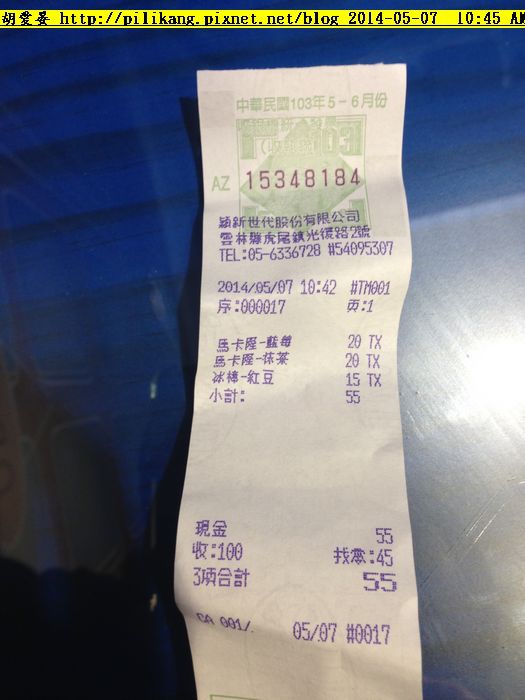 胡愛晏 http://pilikang.pixnet.net/blog 2014-05-07 10:45 AM
中華民國103年5-6月份
AZ 15348184
穎新世代股份有限公司
雲林縣虎尾鎮光復路2號
TEL:05-6336728 #54095307
2014/05/07 10:42 #TM001
序:000017 頁:1
馬卡龍-藍莓 20 TX
馬卡龍-抹茶 20 TX
冰棒-紅豆 15 TX
小計: 55
現金 55
收:100 找零:45
3項合計 55
CA 001/. 05/07 #0017